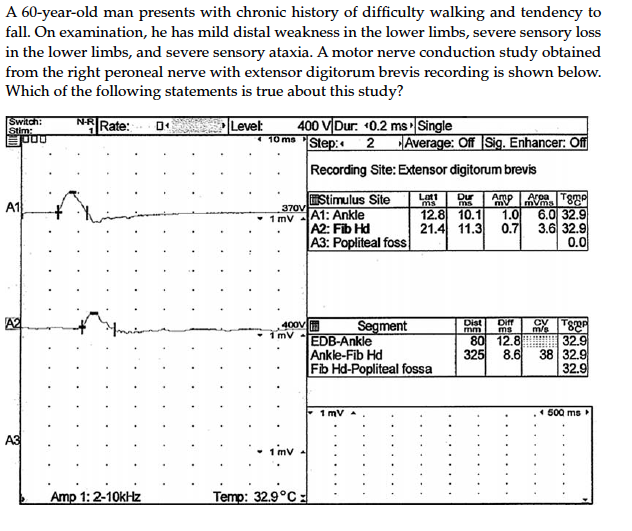 A 60-year-old man presents with chronic history of difficulty walking and tendency to
fall. On examination, he has mild distal weakness in the lower limbs, severe sensory loss
in the lower limbs, and severe sensory ataxia. A motor nerve conduction study obtained
from the right peroneal nerve with extensor digitorum brevis recording is shown below.
Which of the following statements is true about this study?
Switch: N-R Rate: Level: 400 V Dur: 0.2 ms Single
Stim: 1 10 ms Step: 2 Average: Off Sig. Enhancer: Off
Recording Site: Extensor digitorum brevis
Stimulus Site Lat1 ms Dur ms Amp mV Area mVms Temp °C
A1 370V 1 mV
A1: Ankle 12.8 10.1 1.0 6.0 32.9
A2: Fib Hd 21.4 11.3 0.7 3.6 32.9
A3: Popliteal foss 0.0
A2 400V 1 mV
Segment Dist mm Diff ms CV m/s Temp °C
EDB-Ankle 80 12.8 32.9
Ankle-Fib Hd 325 8.6 38 32.9
Fib Hd-Popliteal fossa 32.9
1 mV 500 ms
A3 1 mV
Amp 1: 2-10kHz Temp: 32.9°C